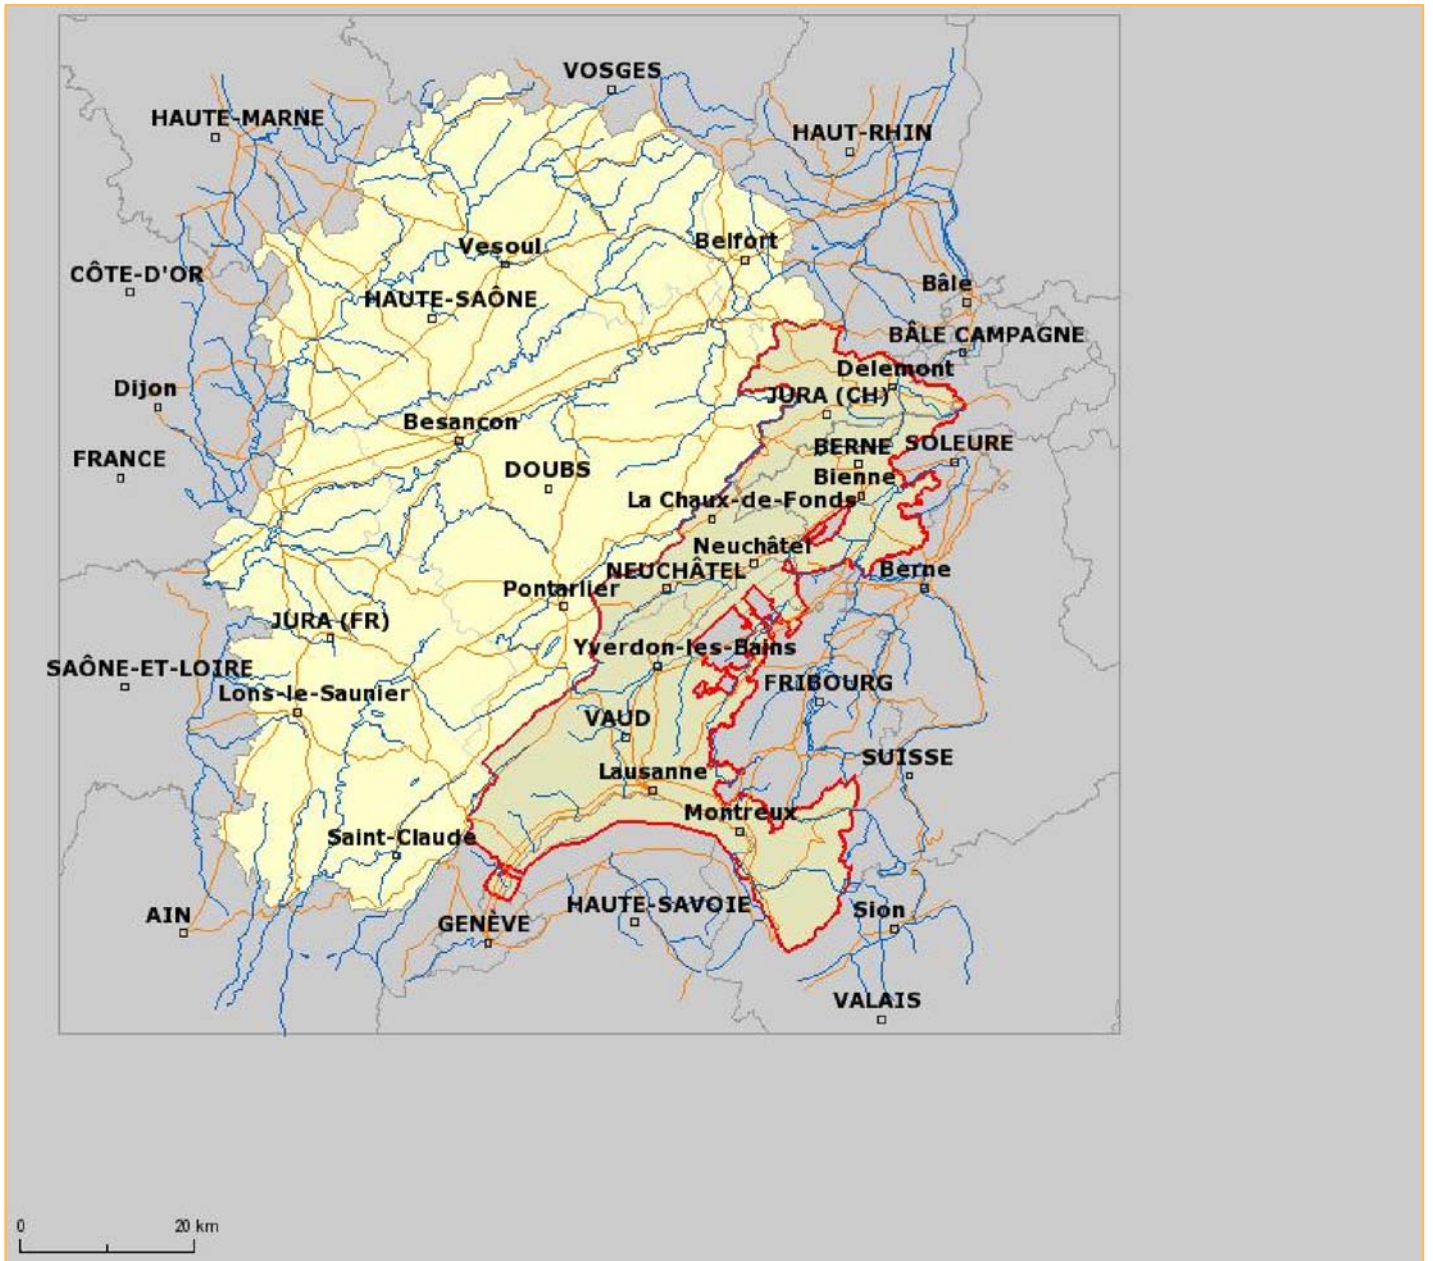 VOSGES
HAUTE-MARNE
HAUT-RHIN
Vesoul
Belfort
CÔTE-D'OR
Bâle
HAUTE-SAÔNE
BÂLE CAMPAGNE
Delemont
Dijon
JURA (CH)
Besançon
BERNE
SOLEURE
FRANCE
DOUBS
Bienne
La Chaux-de-Fonds
Neuchâtel
NEUCHÂTEL
Berne
Pontarlier
JURA (FR)
Yverdon-les-Bains
SAÔNE-ET-LOIRE
FRIBOURG
Lons-le-Saunier
VAUD
SUISSE
Lausanne
Montreux
Saint-Claude
HAUTE-SAVOIE
Sion
AIN
GENÈVE
VALAIS
0 20 km